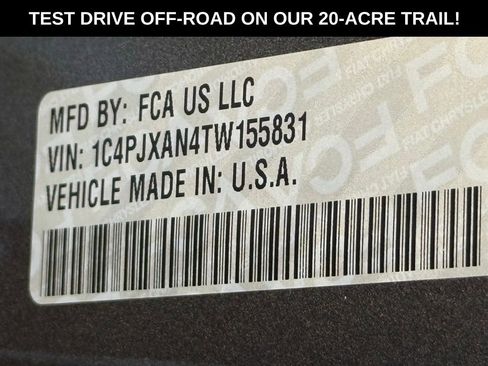 TEST DRIVE OFF-ROAD ON OUR 20-ACRE TRAIL!
MFD BY: FCA US LLC
VIN: 1C4PJXAN4TW155831
VEHICLE MADE IN: U.S.A.